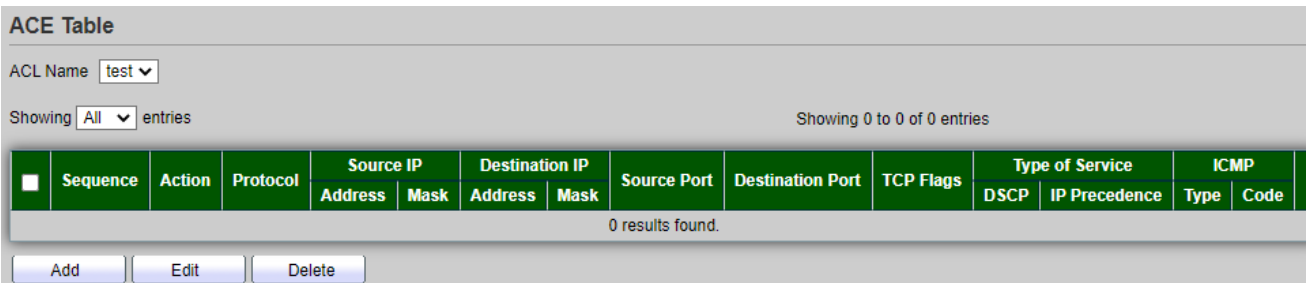 ACE Table
ACL Name test
Showing All entries Showing 0 to 0 of 0 entries
Sequence Action Protocol Source IP Destination IP Source Port Destination Port TCP Flags Type of Service ICMP
Address Mask Address Mask DSCP IP Precedence Type Code
0 results found.
Add Edit Delete